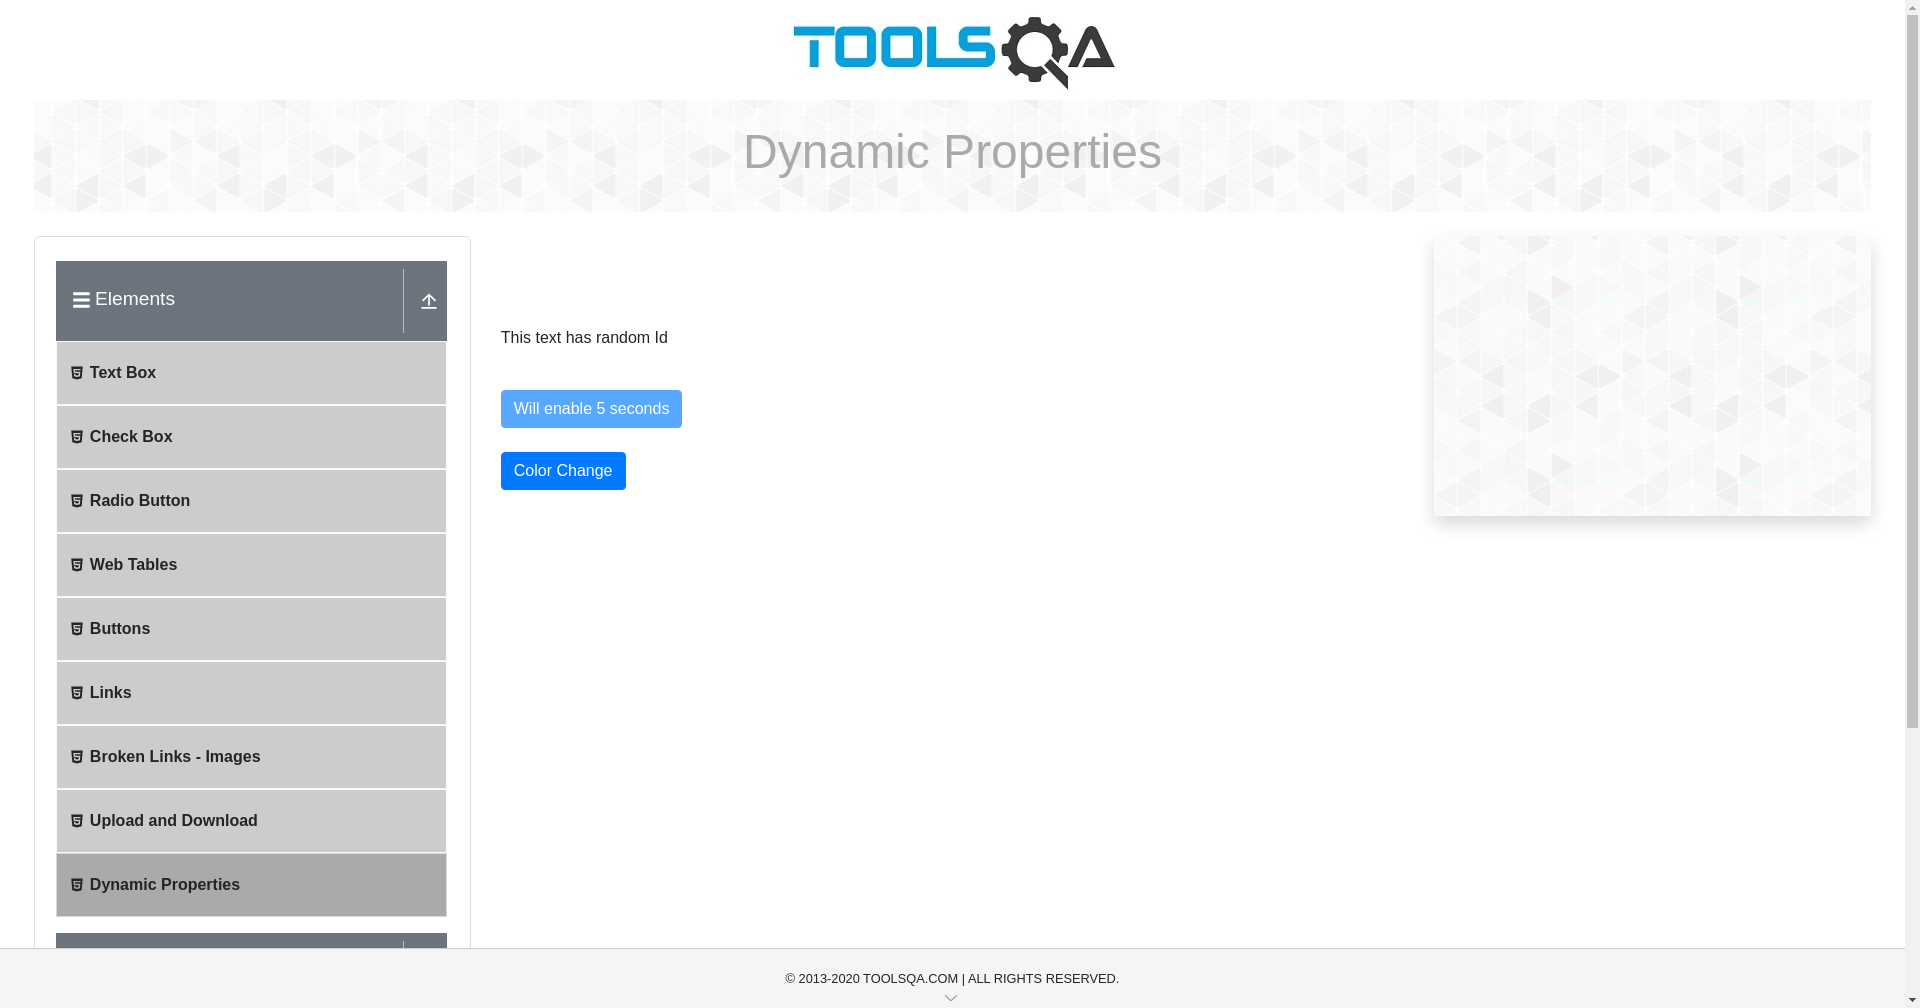 TOOLSQA
Dynamic Properties
Elements
This text has random Id
Text Box
Will enable 5 seconds
Check Box
Color Change
Radio Button
Web Tables
Buttons
Links
Broken Links - Images
Upload and Download
Dynamic Properties
© 2013-2020 TOOLSQA.COM | ALL RIGHTS RESERVED.